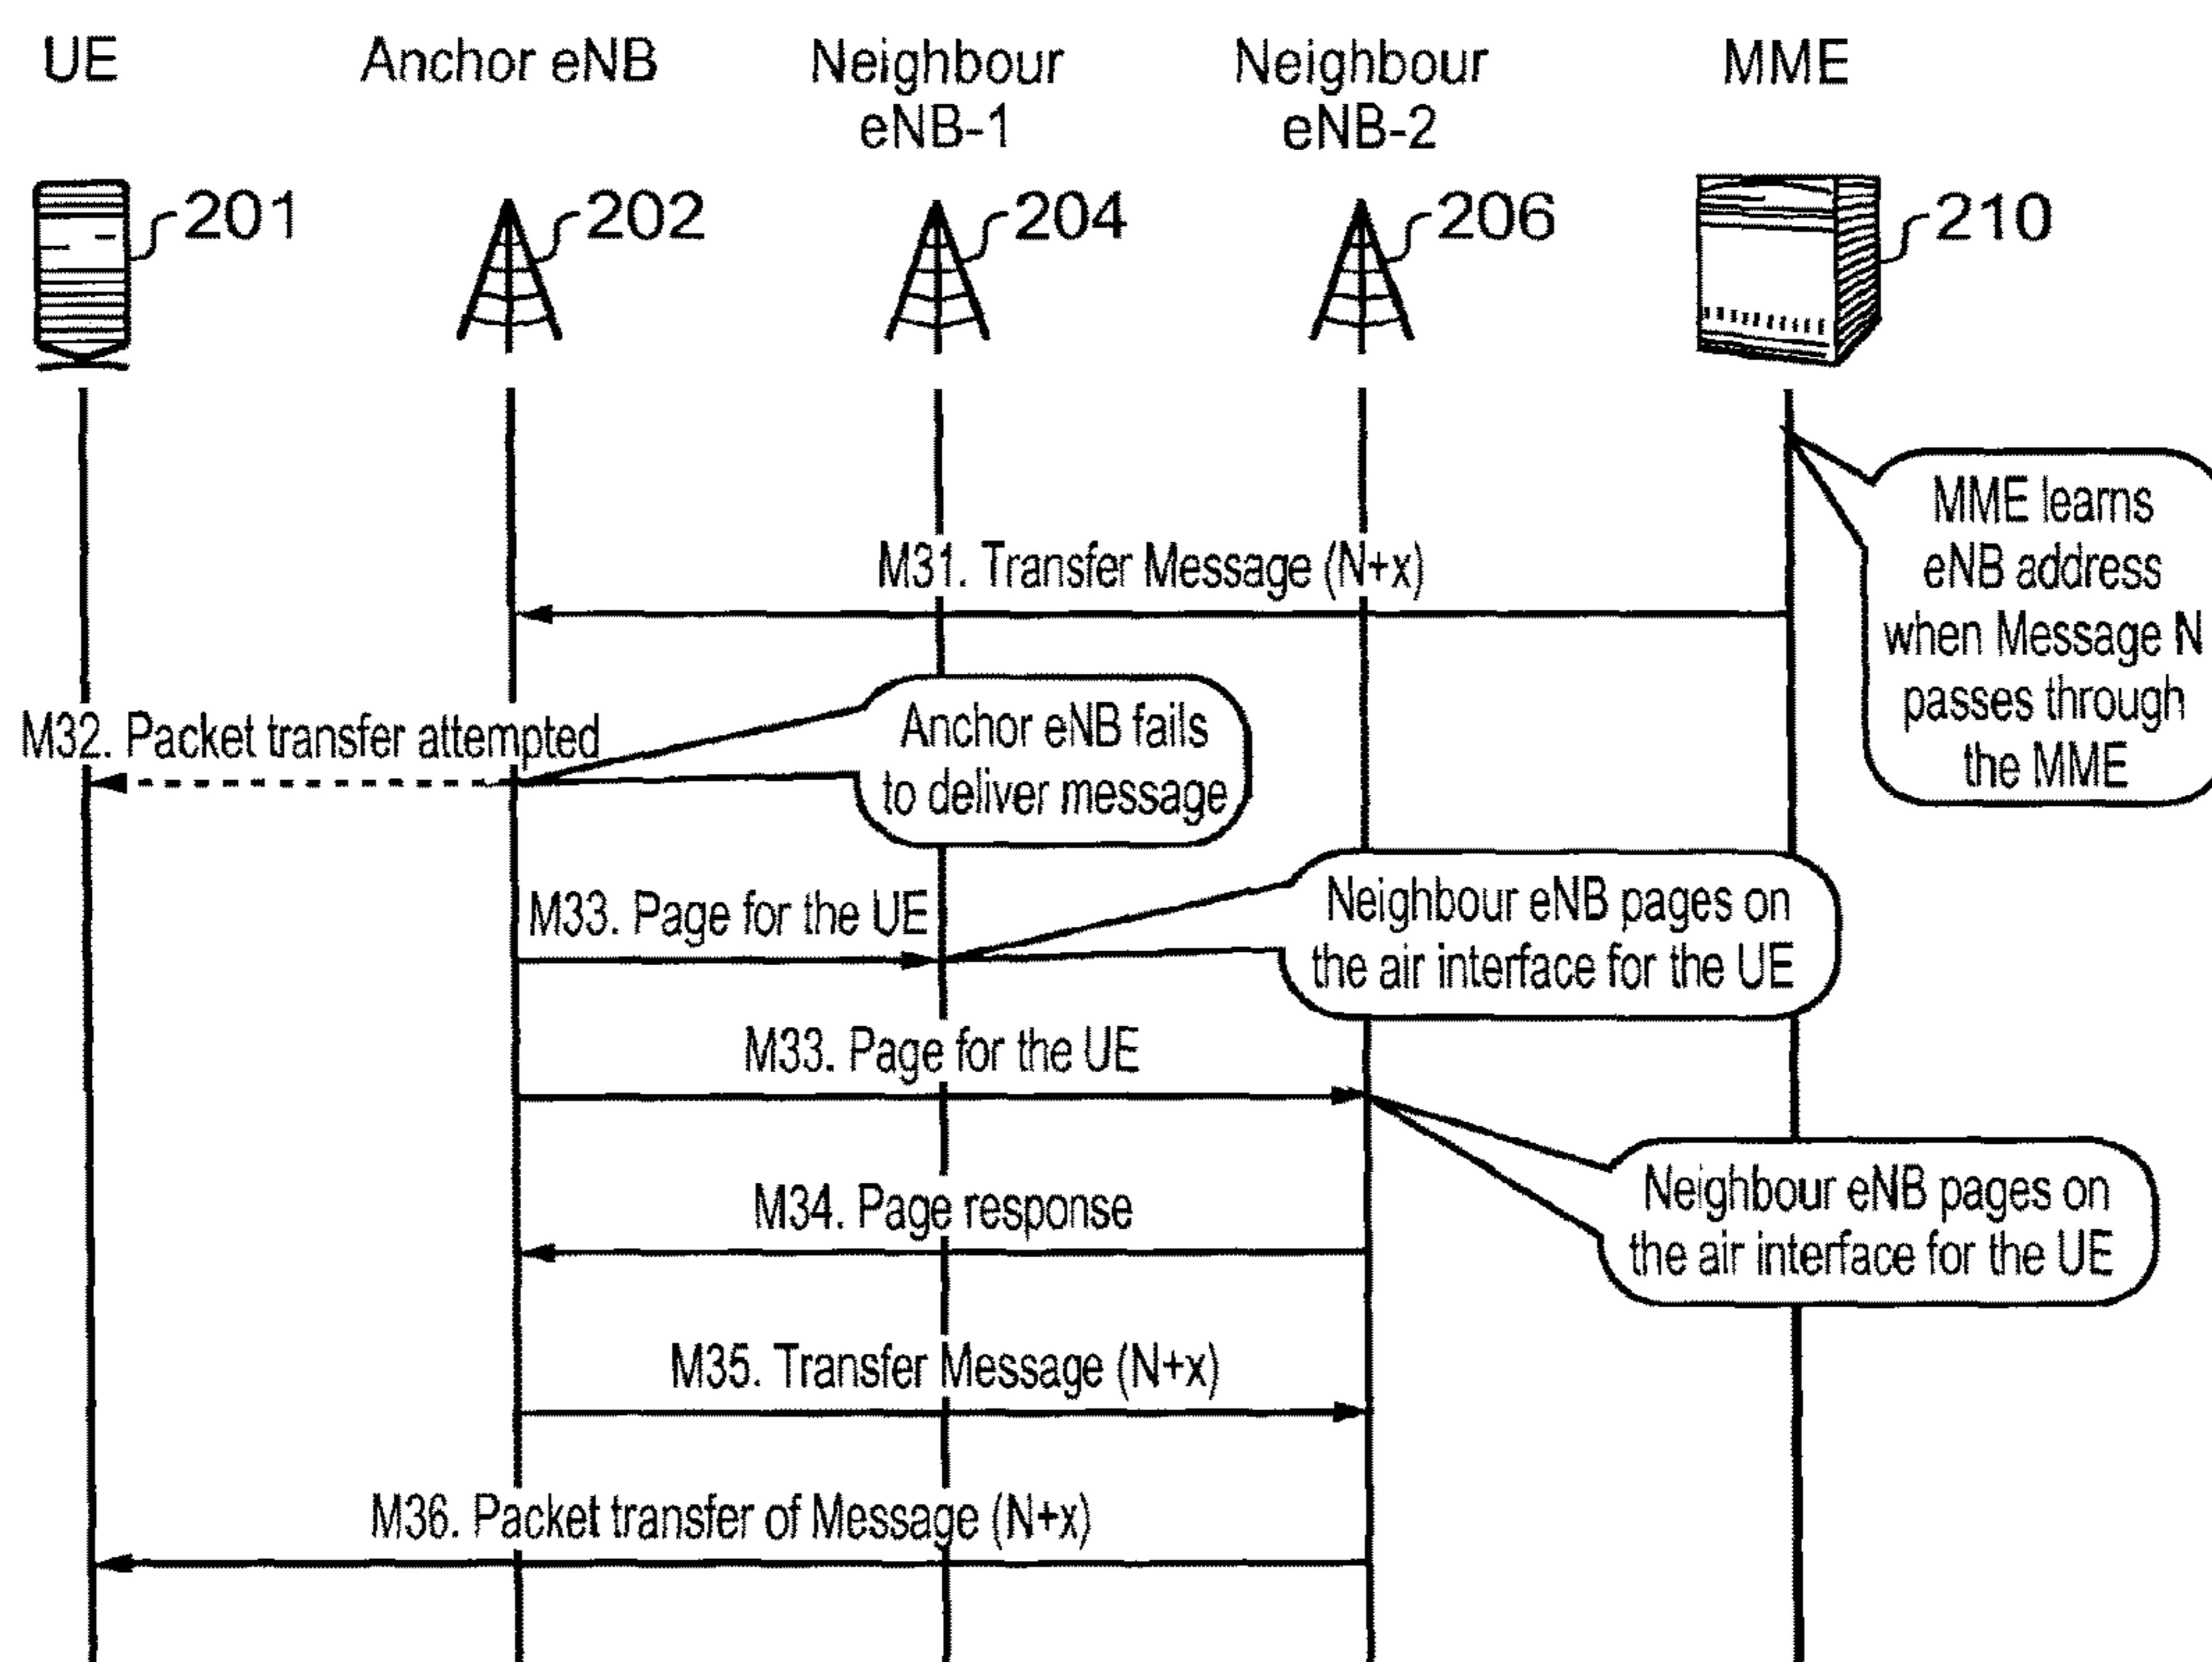 UE
Anchor eNB
Neighbour
eNB-1
Neighbour
eNB-2
MME
201
202
204
206
210
MME learns
eNB address
when Message N
passes through
the MME
M31. Transfer Message (N+x)
M32. Packet transfer attempted
Anchor eNB fails
to deliver message
M33. Page for the UE
Neighbour eNB pages on
the air interface for the UE
M33. Page for the UE
Neighbour eNB pages on
the air interface for the UE
M34. Page response
M35. Transfer Message (N+x)
M36. Packet transfer of Message (N+x)